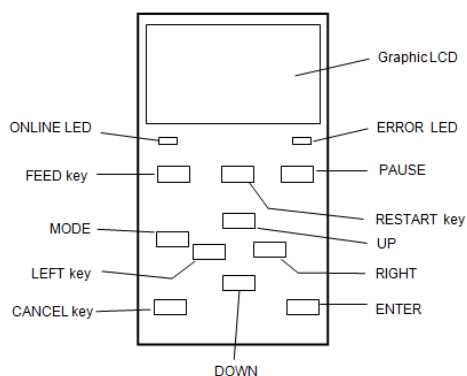 Graphic LCD
ONLINE LED
ERROR LED
FEED key
PAUSE
RESTART key
MODE
UP
LEFT key
RIGHT
CANCEL key
ENTER
DOWN